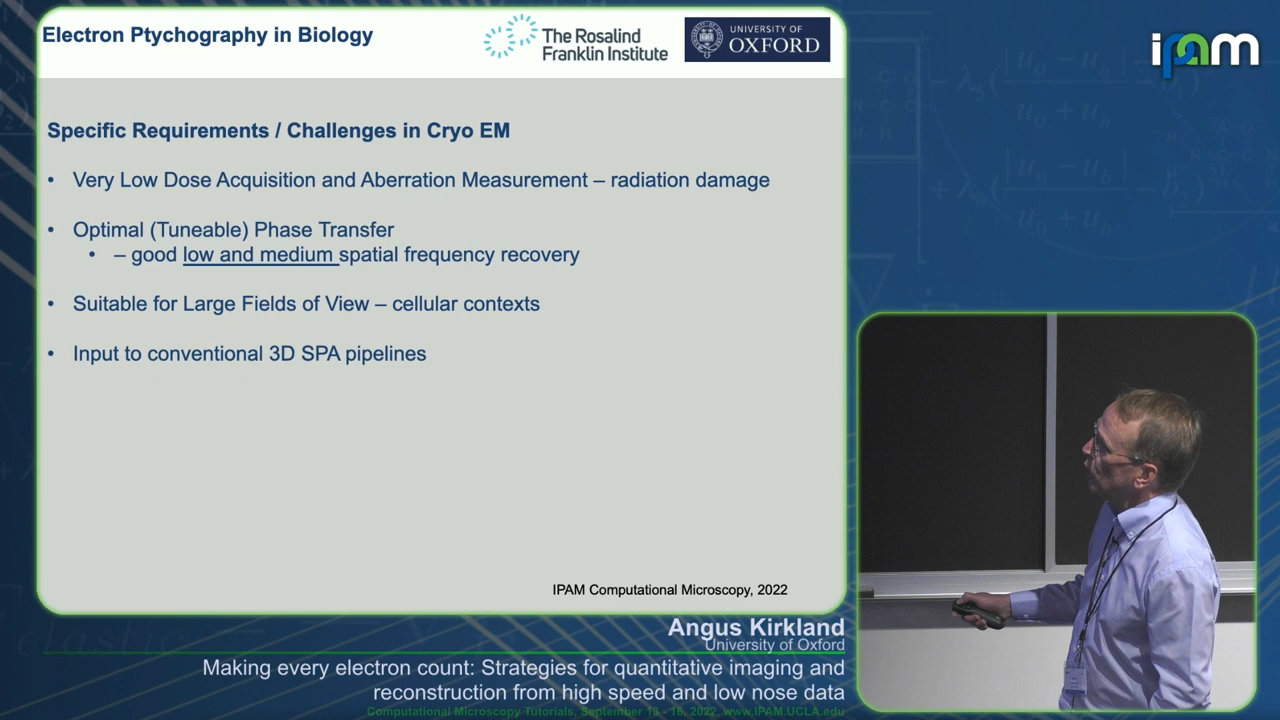 Electron Ptychography in Biology
The Rosalind
Franklin Institute
UNIVERSITY OF
OXFORD
ipam
Specific Requirements / Challenges in Cryo EM
• Very Low Dose Acquisition and Aberration Measurement – radiation damage
• Optimal (Tuneable) Phase Transfer
• – good low and medium spatial frequency recovery
• Suitable for Large Fields of View – cellular contexts
• Input to conventional 3D SPA pipelines
IPAM Computational Microscopy, 2022
Angus Kirkland
University of Oxford
Making every electron count: Strategies for quantitative imaging and
reconstruction from high speed and low nose data
Computational Microscopy Tutorials, September 13 - 16, 2022, www.IPAM.UCLA.edu